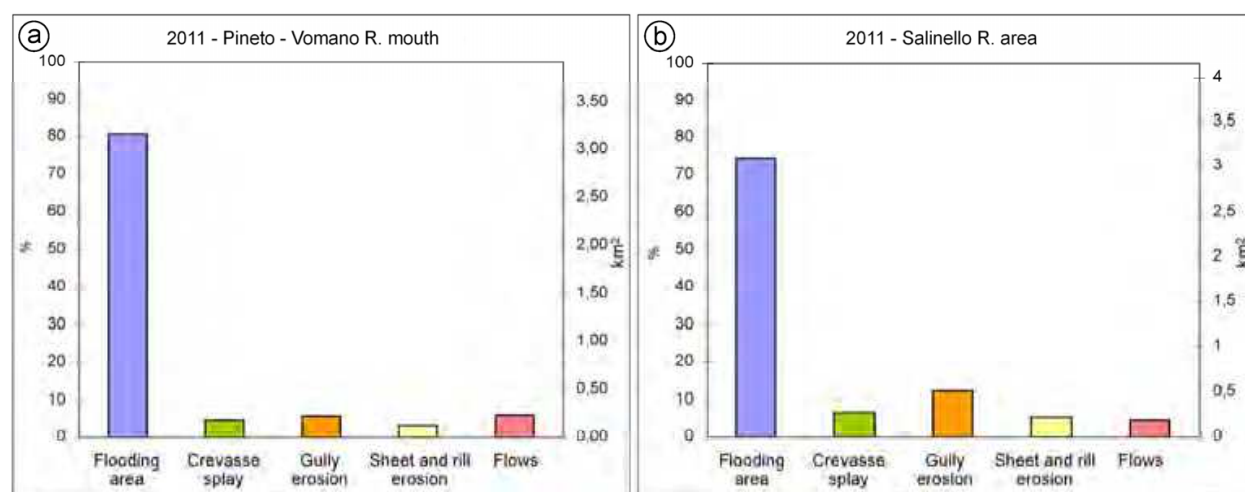 a
2011 - Pineto - Vomano R. mouth
100
90
80
70
60
50
40
30
20
10
0
%
3,50
3,00
2,50
2,00
1,50
1,00
0,50
0,00
km²
Flooding area
Crevasse splay
Gully erosion
Sheet and rill erosion
Flows
b
2011 - Salinello R. area
100
90
80
70
60
50
40
30
20
10
0
%
4
3,5
3
2,5
2
1,5
1
0,5
0
km²
Flooding area
Crevasse splay
Gully erosion
Sheet and rill erosion
Flows